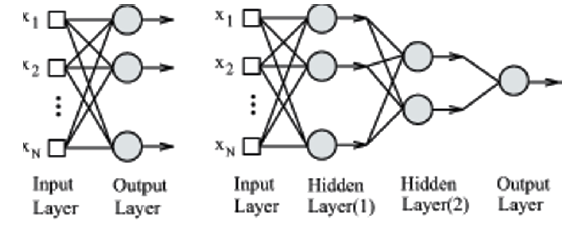 x1
x2
xN
Input Layer
Output Layer
x1
x2
xN
Input Layer
Hidden Layer(1)
Hidden Layer(2)
Output Layer